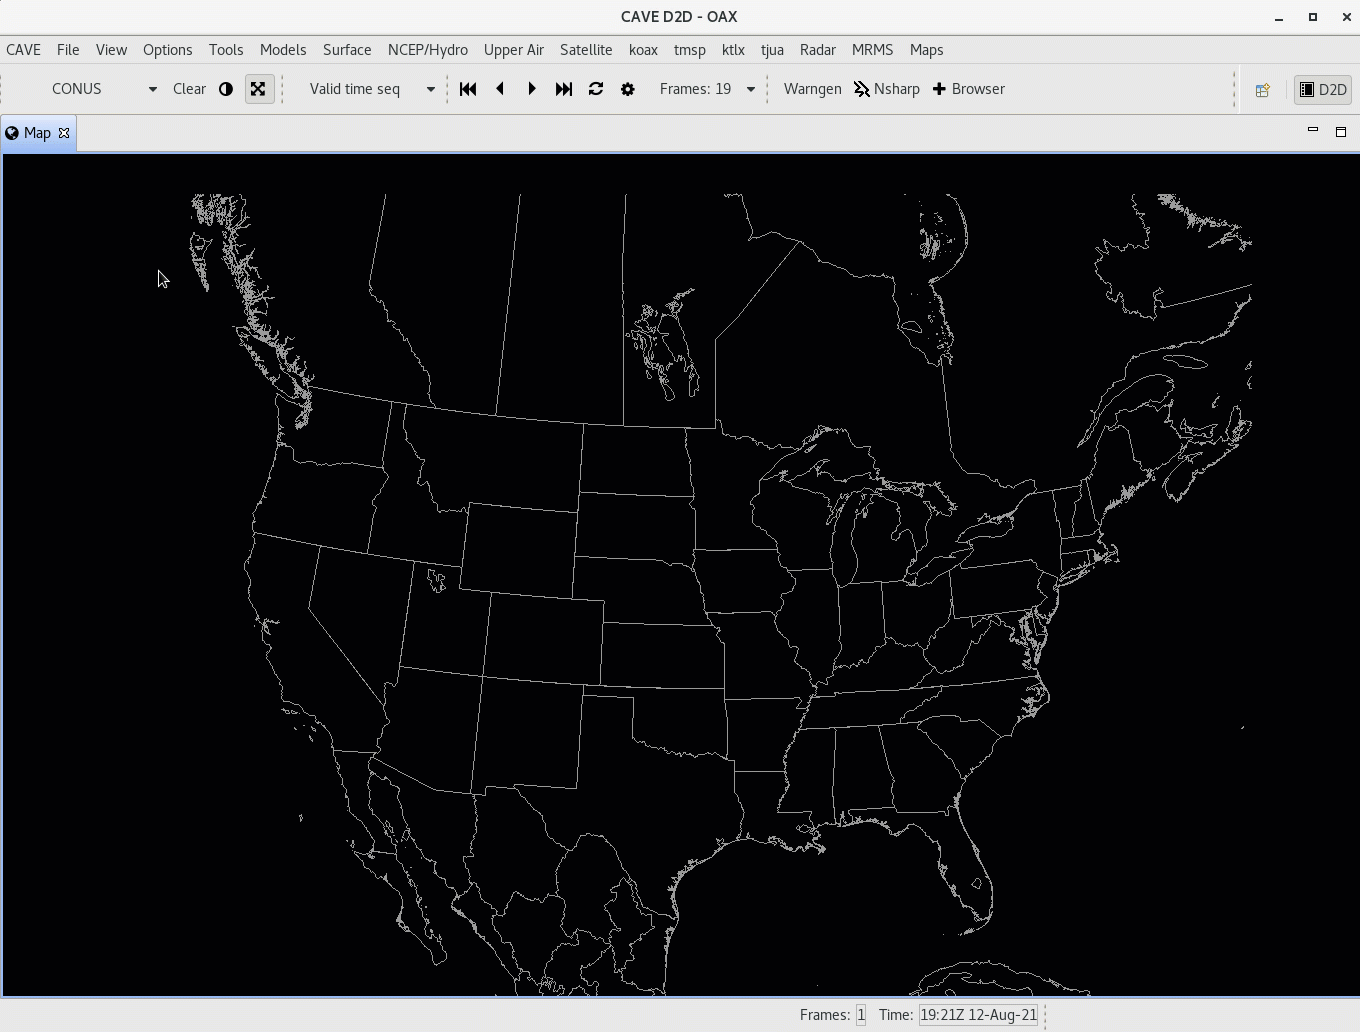 CAVE D2D - OAX
CAVE File View Options Tools Models Surface NCEP/Hydro Upper Air Satellite koax tmsp ktlx tjua Radar MRMS Maps
CONUS Clear Valid time seq Frames: 19 Warngen Nsharp Browser D2D
Map
Frames: 1 Time: 19:21Z 12-Aug-21